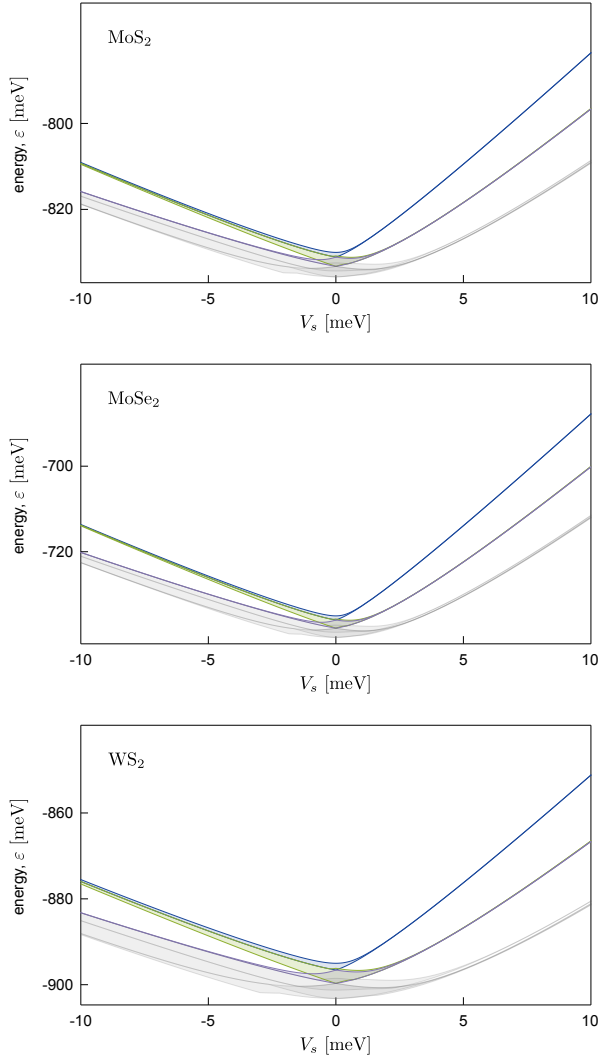 MoS₂
energy, ε [meV]
-800
-820
-10 -5 0 5 10
Vₛ [meV]
MoSe₂
energy, ε [meV]
-700
-720
-10 -5 0 5 10
Vₛ [meV]
WS₂
energy, ε [meV]
-860
-880
-900
-10 -5 0 5 10
Vₛ [meV]